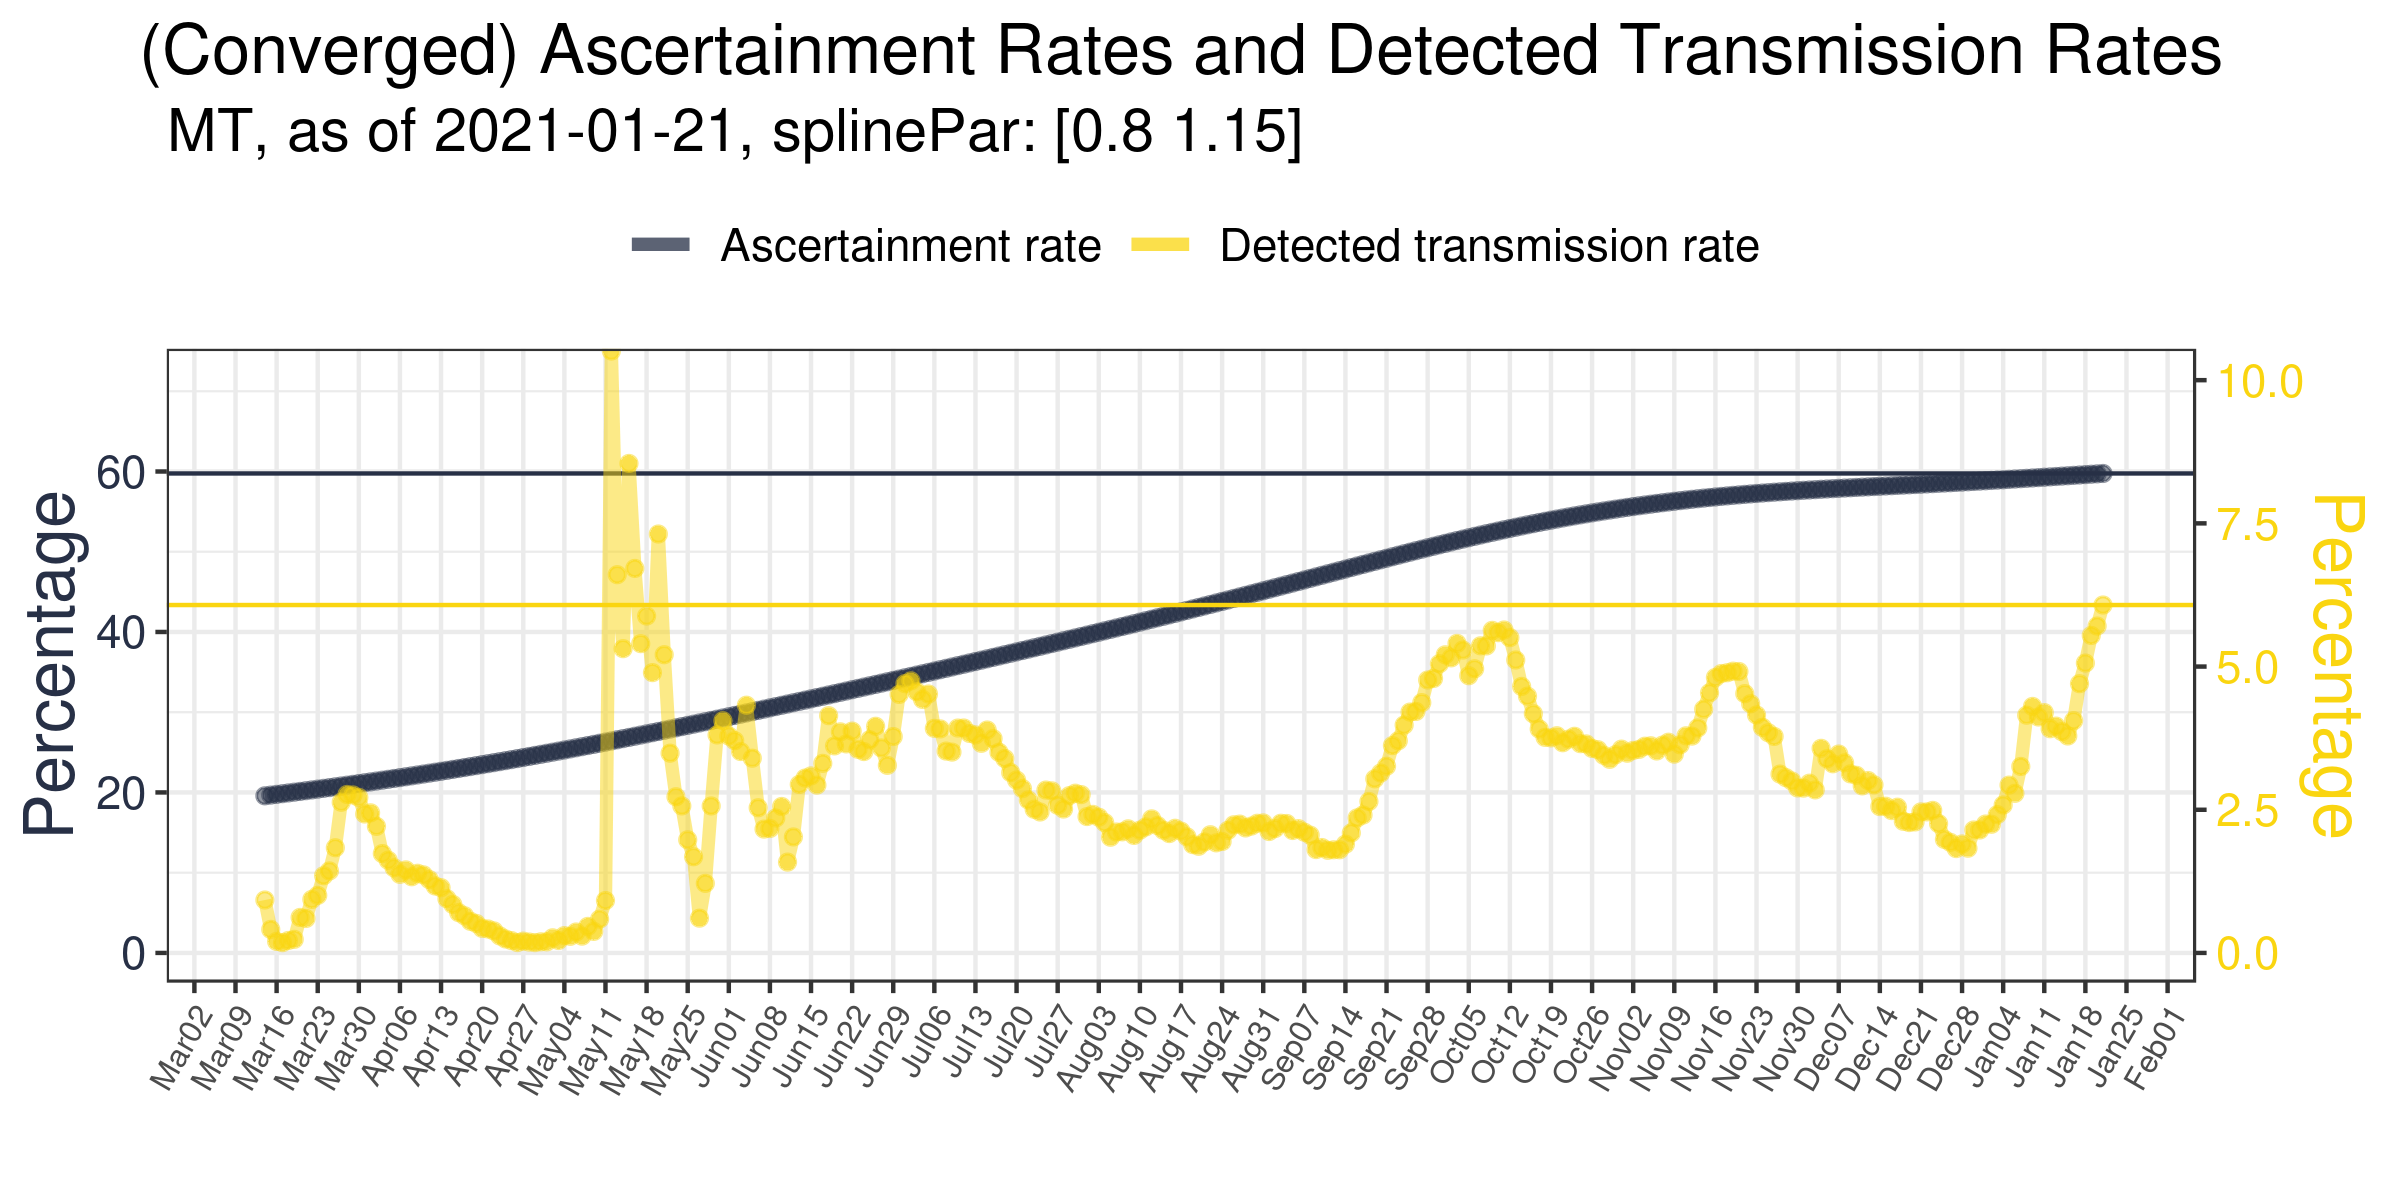 (Converged) Ascertainment Rates and Detected Transmission Rates
MT, as of 2021-01-21, splinePar: [0.8 1.15]
Ascertainment rate
Detected transmission rate
Percentage
60
40
20
0
10.0
7.5
5.0
2.5
0.0
Percentage
Mar02
Mar09
Mar16
Mar23
Mar30
Apr06
Apr13
Apr20
Apr27
May04
May11
May18
May25
Jun01
Jun08
Jun15
Jun22
Jun29
Jul06
Jul13
Jul20
Jul27
Aug03
Aug10
Aug17
Aug24
Aug31
Sep07
Sep14
Sep21
Sep28
Oct05
Oct12
Oct19
Oct26
Nov02
Nov09
Nov16
Nov23
Nov30
Dec07
Dec14
Dec21
Dec28
Jan04
Jan11
Jan18
Jan25
Feb01